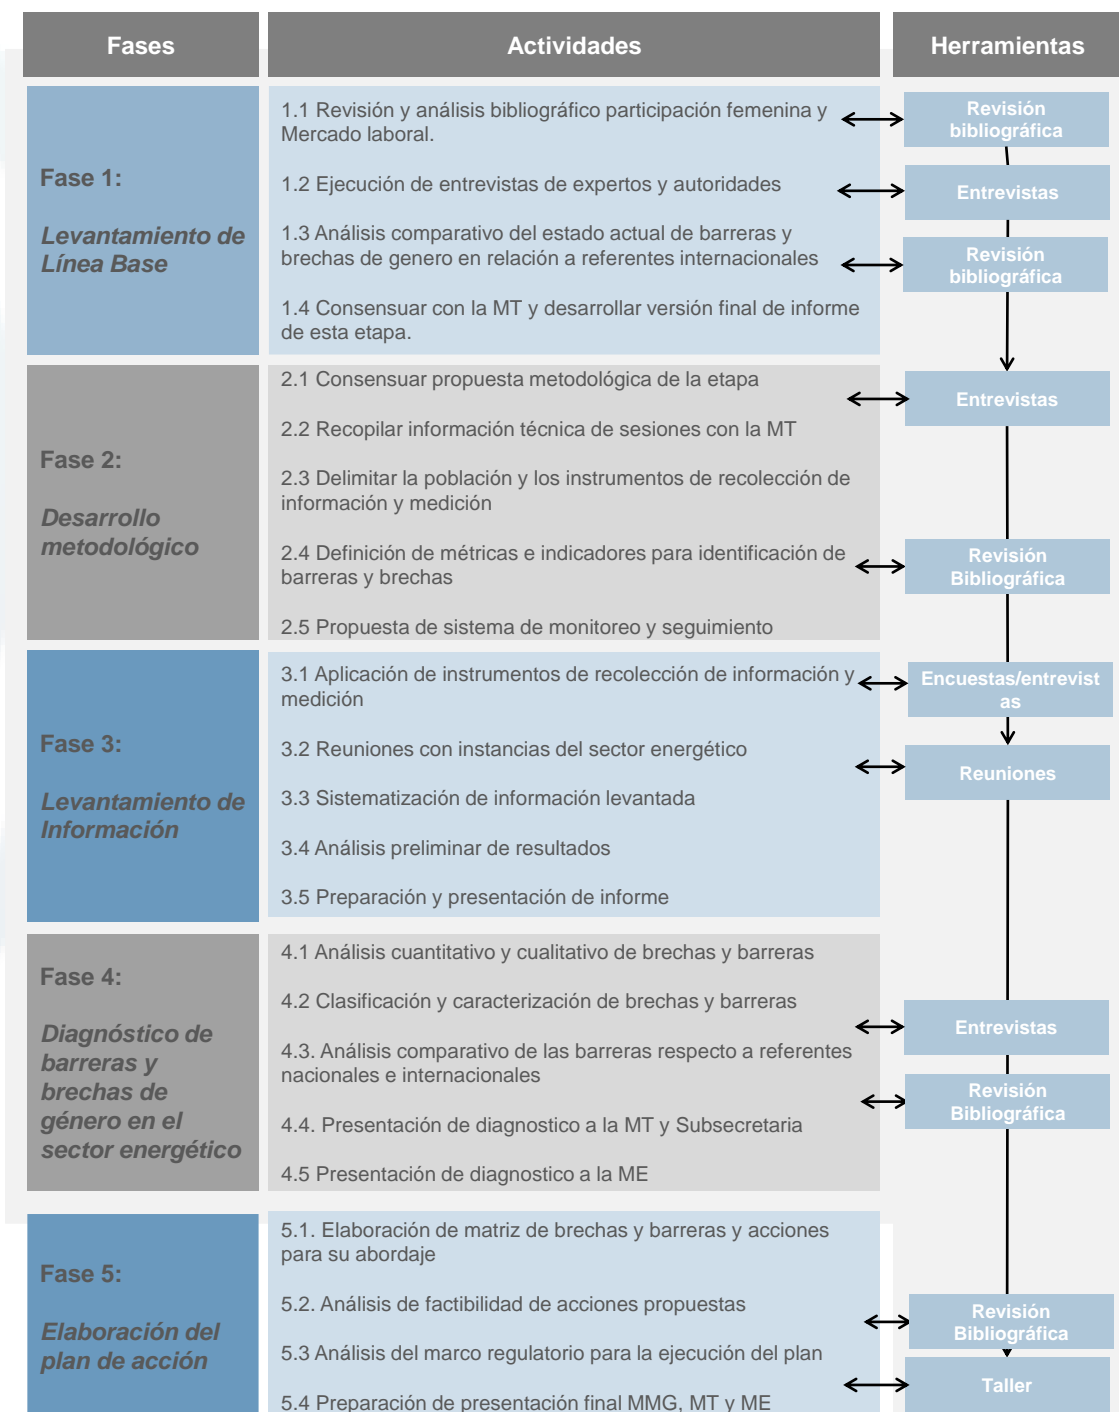 Fases
Actividades
Herramientas
Fase 1:
Levantamiento de
Línea Base
1.1 Revisión y análisis bibliográfico participación femenina y
Mercado laboral.
1.2 Ejecución de entrevistas de expertos y autoridades
1.3 Análisis comparativo del estado actual de barreras y
brechas de genero en relación a referentes internacionales
1.4 Consensuar con la MT y desarrollar versión final de informe
de esta etapa.
Revisión
bibliográfica
Entrevistas
Revisión
bibliográfica
Fase 2:
Desarrollo
metodológico
2.1 Consensuar propuesta metodológica de la etapa
2.2 Recopilar información técnica de sesiones con la MT
2.3 Delimitar la población y los instrumentos de recolección de
información y medición
2.4 Definición de métricas e indicadores para identificación de
barreras y brechas
2.5 Propuesta de sistema de monitoreo y seguimiento
Entrevistas
Revisión
Bibliográfica
Fase 3:
Levantamiento de
Información
3.1 Aplicación de instrumentos de recolección de información y
medición
3.2 Reuniones con instancias del sector energético
3.3 Sistematización de información levantada
3.4 Análisis preliminar de resultados
3.5 Preparación y presentación de informe
Encuestas/entrevist
as
Reuniones
Fase 4:
Diagnóstico de
barreras y
brechas de
género en el
sector energético
4.1 Análisis cuantitativo y cualitativo de brechas y barreras
4.2 Clasificación y caracterización de brechas y barreras
4.3. Análisis comparativo de las barreras respecto a referentes
nacionales e internacionales
4.4. Presentación de diagnostico a la MT y Subsecretaria
4.5 Presentación de diagnostico a la ME
Entrevistas
Revisión
Bibliográfica
Fase 5:
Elaboración del
plan de acción
5.1. Elaboración de matriz de brechas y barreras y acciones
para su abordaje
5.2. Análisis de factibilidad de acciones propuestas
5.3 Análisis del marco regulatorio para la ejecución del plan
5.4 Preparación de presentación final MMG, MT y ME
Revisión
Bibliográfica
Taller